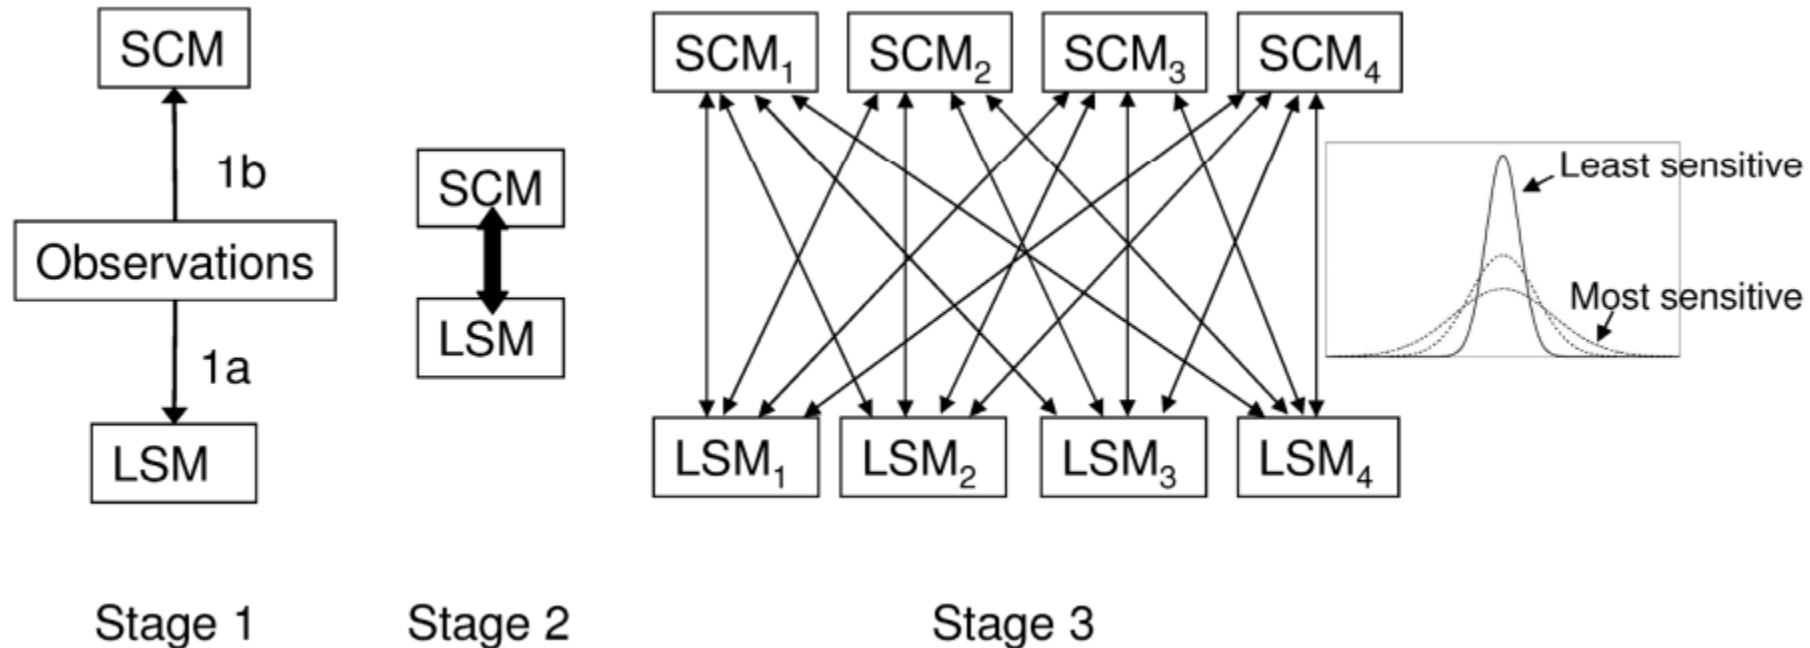 SCM
1b
Observations
1a
LSM
Stage 1
SCM
LSM
Stage 2
SCM₁ SCM₂ SCM₃ SCM₄
LSM₁ LSM₂ LSM₃ LSM₄
Least sensitive
Most sensitive
Stage 3